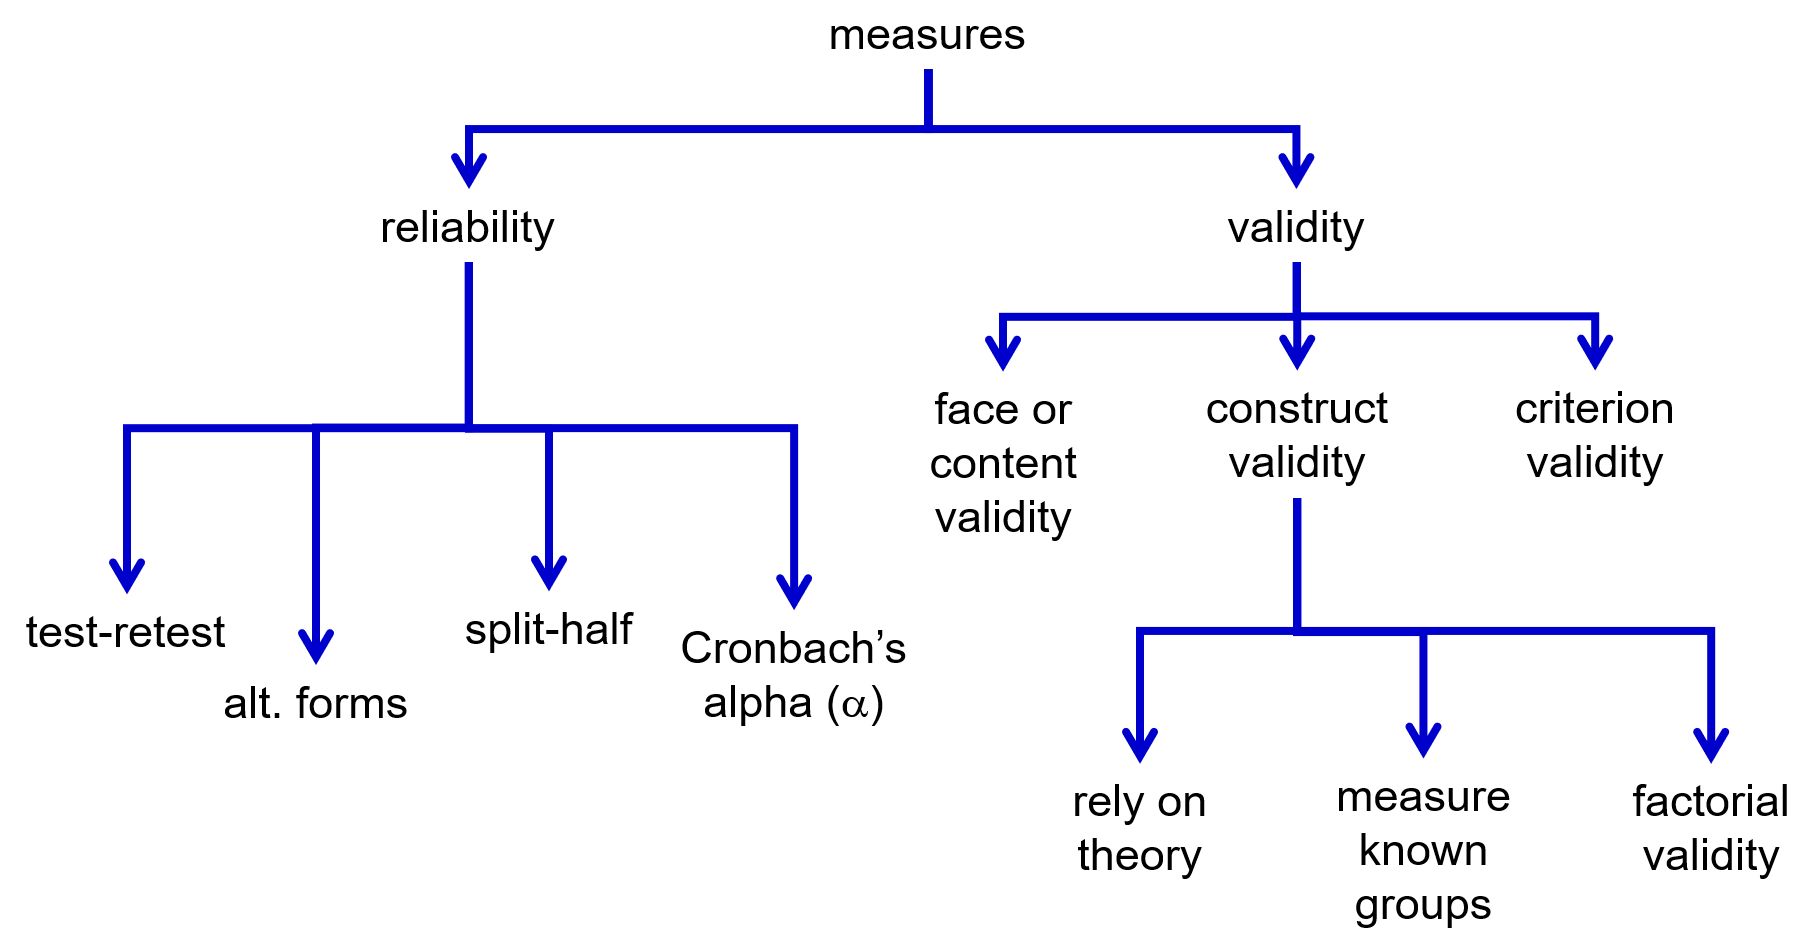 measures
reliability
validity
face or
content
validity
construct
validity
criterion
validity
test-retest
alt. forms
split-half
Cronbach’s
alpha (α)
rely on
theory
measure
known
groups
factorial
validity